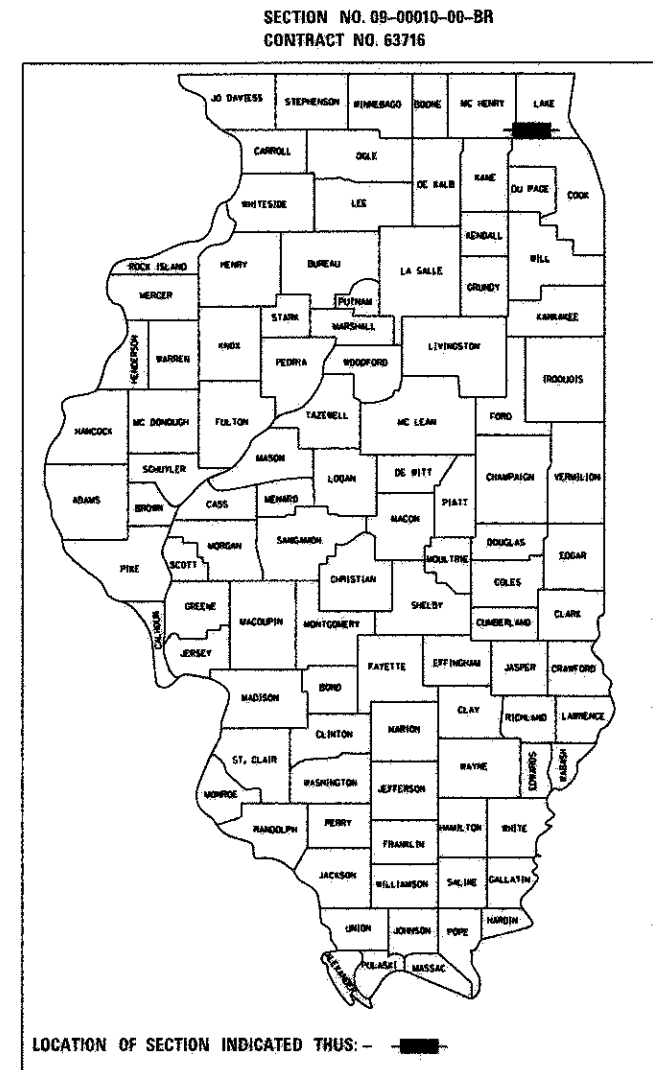 SECTION NO. 09-00010-00-BR
CONTRACT NO. 63716
JO DAVIESS STEPHENSON WINNEBAGO BOONE MC HENRY LAKE
CARROLL OGLE DE KALB KANE DU PAGE COOK
WHITESIDE LEE KENDALL
ROCK ISLAND HENRY BUREAU LA SALLE GRUNDY WILL
MERCER PUTNAM KANKAKEE
HENDERSON WARREN KNOX STARK MARSHALL LIVINGSTON
PEORIA WOODFORD IROQUOIS
HANCOCK MC DONOUGH FULTON TAZEWELL MC LEAN FORD
SCHUYLER MASON LOGAN DE WITT CHAMPAIGN VERMILION
ADAMS BROWN CASS MENARD PIATT
MACON
PIKE SCOTT MORGAN SANGAMON MOULTRIE DOUGLAS EDGAR
CHRISTIAN COLES
CALHOUN GREENE MACOUPIN MONTGOMERY SHELBY CUMBERLAND CLARK
JERSEY FAYETTE EFFINGHAM JASPER CRAWFORD
MADISON BOND CLAY RICHLAND LAWRENCE
CLINTON MARION
ST. CLAIR WAYNE EDWARDS WABASH
MONROE WASHINGTON JEFFERSON
RANDOLPH PERRY HAMILTON WHITE
FRANKLIN
JACKSON WILLIAMSON SALINE GALLATIN
UNION JOHNSON POPE HARDIN
ALEXANDER PULASKI MASSAC
LOCATION OF SECTION INDICATED THUS: -